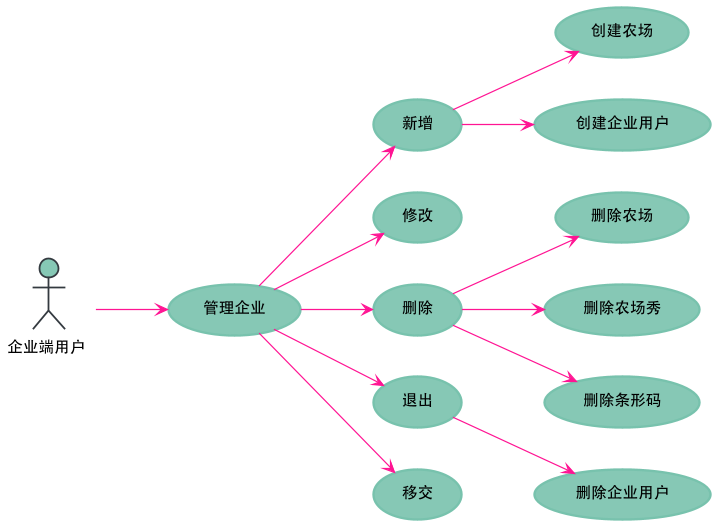 创建农场
新增
创建企业用户
修改
删除农场
企业端用户
管理企业
删除
删除农场秀
退出
删除条形码
移交
删除企业用户